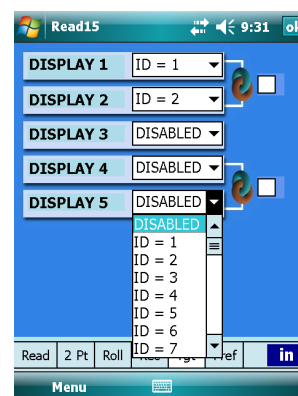 Read15 9:31 ok
DISPLAY 1 ID = 1
DISPLAY 2 ID = 2
DISPLAY 3 DISABLED
DISPLAY 4 DISABLED
DISPLAY 5 DISABLED
DISABLED
ID = 1
ID = 2
ID = 3
ID = 4
ID = 5
ID = 6
ID = 7
Read 2 Pt Roll in
Menu